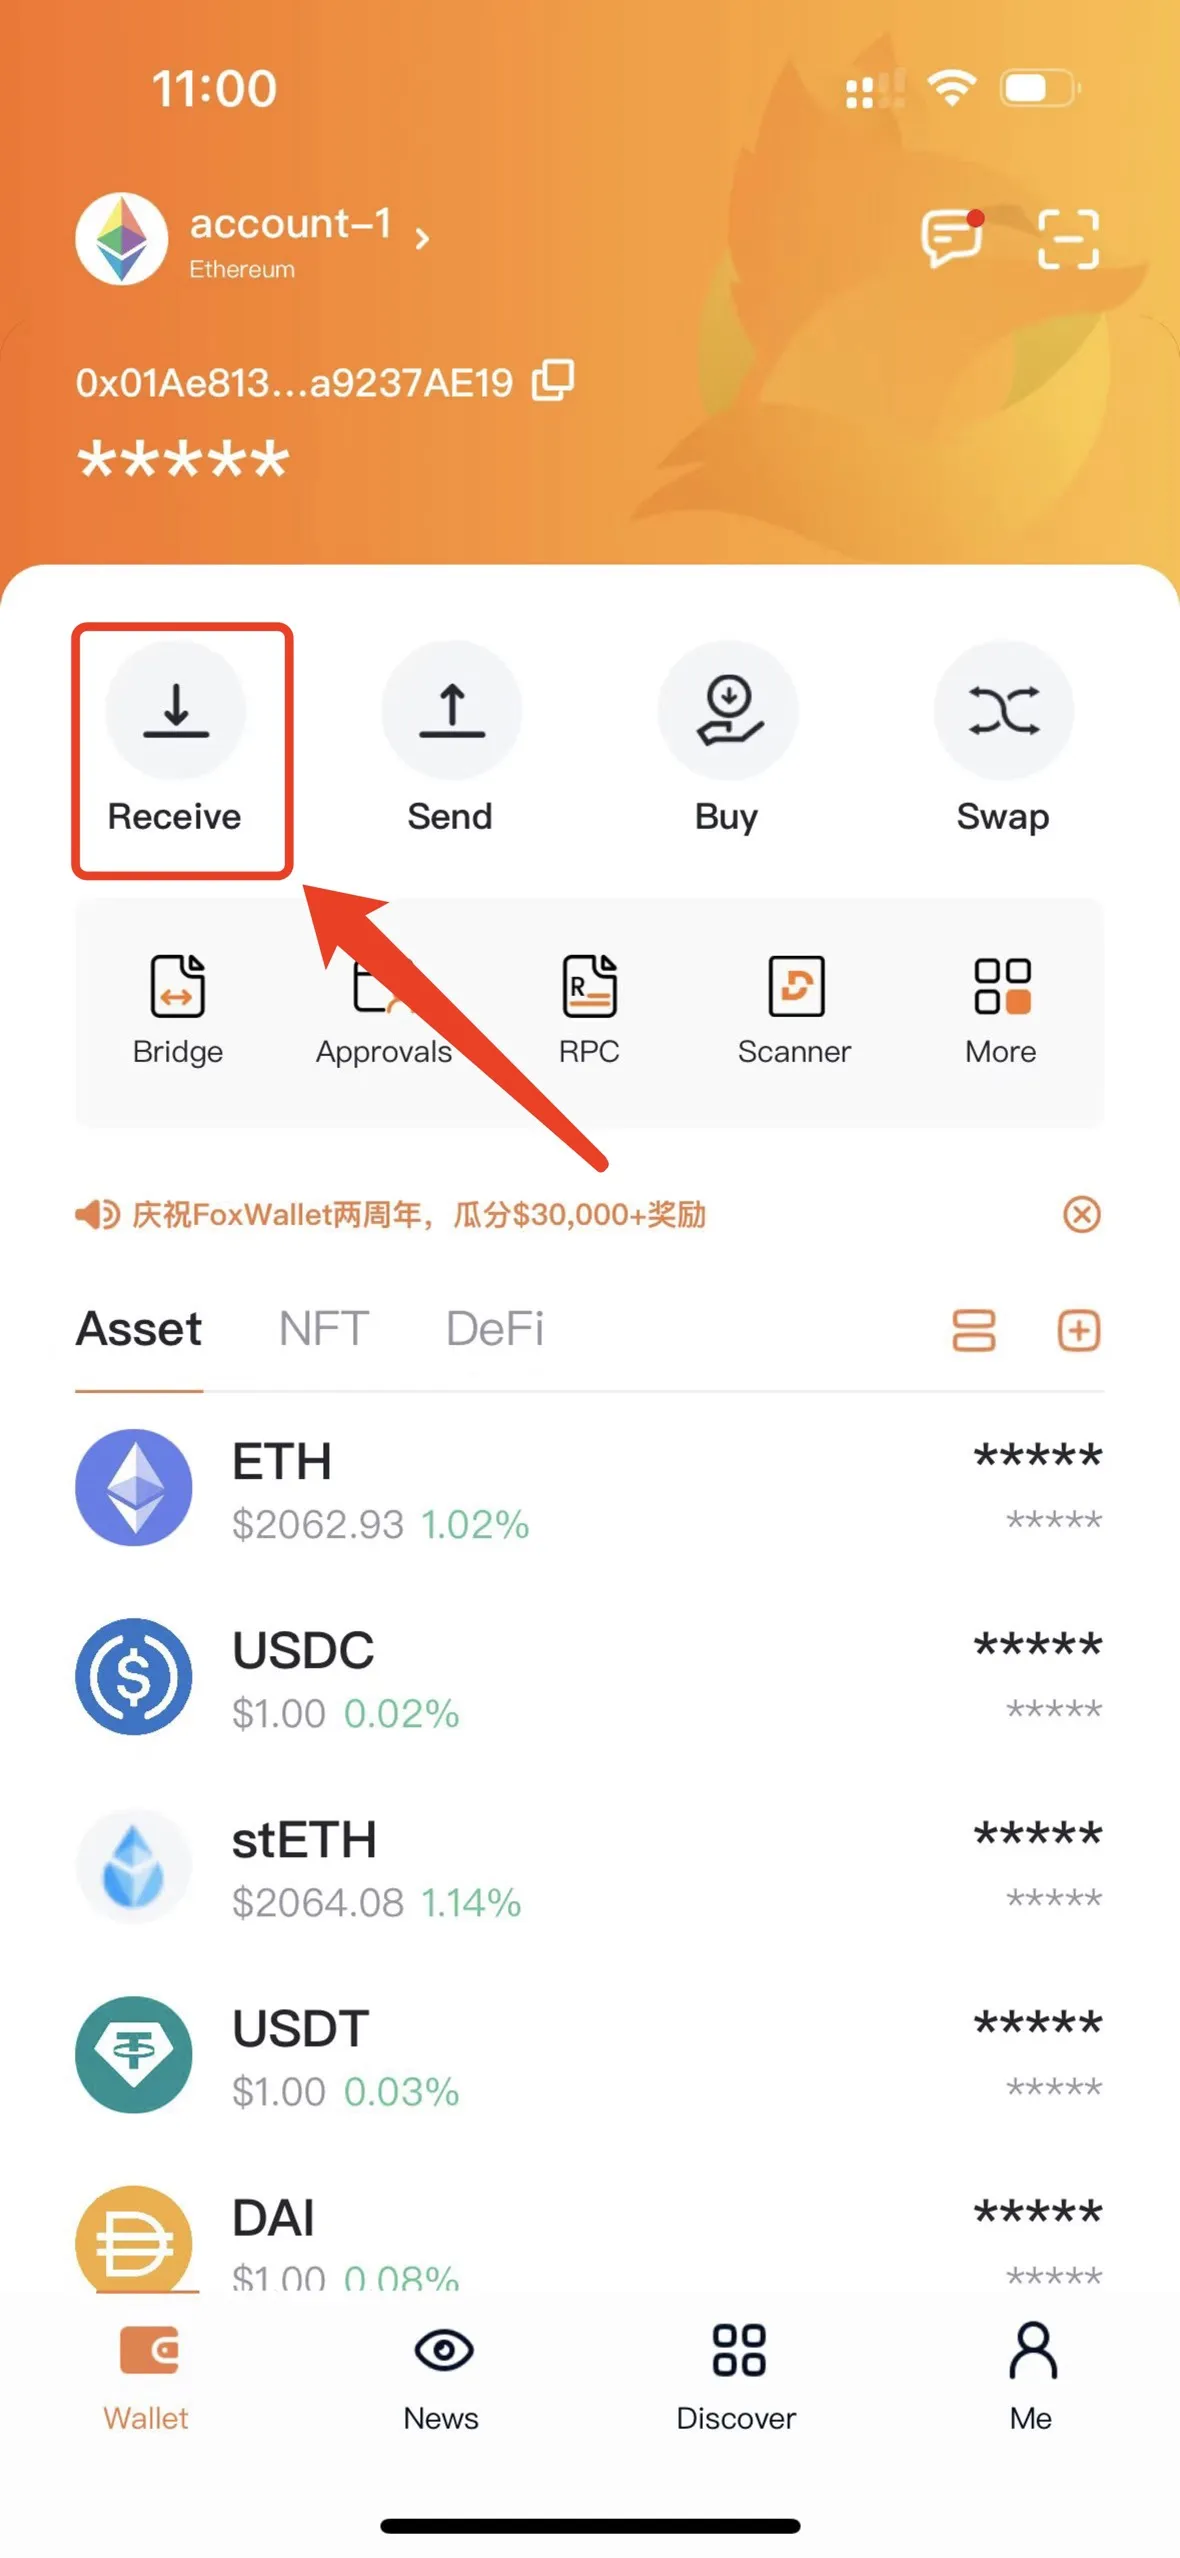 11:00
account-1
Ethereum
0x01Ae813...a9237AE19
*****
Receive
Send
Buy
Swap
R
Bridge
Approvals
RPC
Scanner
More
庆祝FoxWallet两周年，瓜分$30,000+奖励
Asset
NFT
DeFi
ETH
*****
$2062.93 1.02%
*****
USDC
*****
$1.00 0.02%
*****
stETH
*****
$2064.08 1.14%
*****
USDT
*****
$1.00 0.03%
*****
DAI
*****
$1.00 0.08%
*****
Wallet
News
Discover
Me